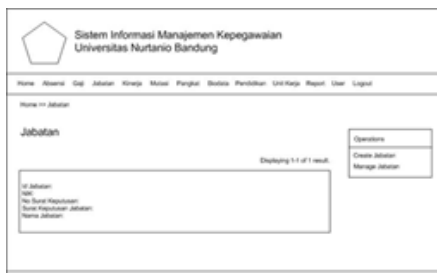 Sistem Informasi Manajemen Kepegawaian
Universitas Nurtanio Bandung
Home Absensi Gaji Jabatan Kinerja Mutasi Pangkat Biodata Pendidikan Unit Kerja Report User Logout
Home >> Jabatan
Jabatan
Operations
Displaying 1-1 of 1 result.
Create Jabatan
Manage Jabatan
Id Jabatan:
NIK:
No Surat Keputusan:
Surat Keputusan Jabatan:
Nama Jabatan: